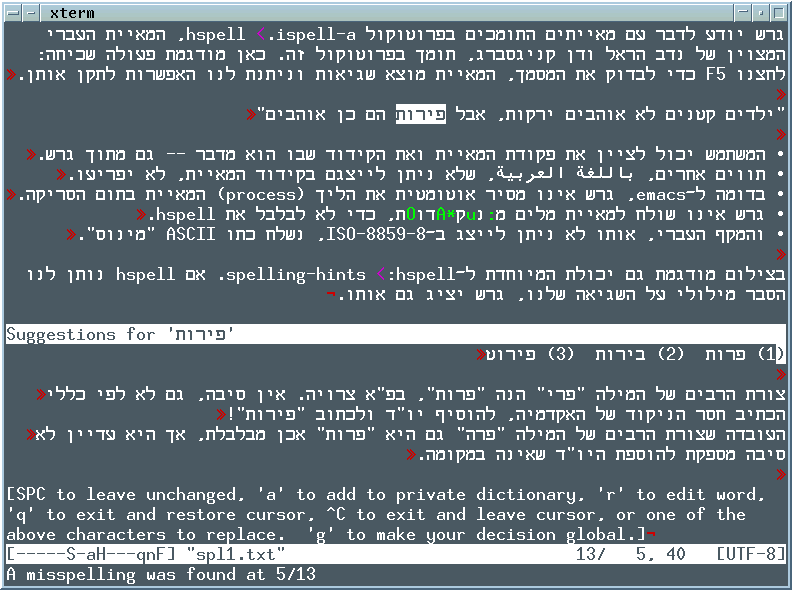 xterm
גרש יודע לדבר עם מאייתים התומכים בפרוטוקול ispell-a. hspell, המאיית העברי
המצוין של נדב הראל ודן קניגסברג, תומך בפרוטוקול זה. כאן מודגמת פעולה שכיחה:
לחצנו F5 כדי לבדוק את המסמך, המאיית מוצא שגיאות וניתנת לנו האפשרות לתקן אותן.
"ילדים קטנים לא אוהבים ירקות, אבל פירות הם כן אוהבים"
• המשתמש יכול לציין את פקודת המאיית ואת הקידוד שבו הוא מדבר -- גם מתוך גרש.
• תווים אחרים, باللغة العربية, שלא ניתן לייצגם בקידוד המאיית, לא יפריעו.
• בדומה ל-emacs, גרש אינו מסיר אוטומטית את הליך (process) המאיית בתום הסריקה.
• גרש אינו שולח למאיית מלים מ:נuקA*דוOת, כדי לא לבלבל את hspell.
• והמקף העברי, אותו לא ניתן לייצג ב-ISO-8859-8, נשלח כתו ASCII "מינוס".
בצילום מודגמת גם יכולת המיוחדת ל-hspell: spelling-hints. אם hspell נותן לנו
הסבר מילולי על השגיאה שלנו, גרש יציג גם אותו.
Suggestions for 'פירות'
(1) פרות (2) בירות (3) פירוט
צורת הרבים של המילה "פרי" הנה "פרות", בפ"א צרויה. אין סיבה, גם לא לפי כללי
הכתיב חסר הניקוד של האקדמיה, להוסיף יו"ד ולכתוב "פירות"!
העובדה שצורת הרבים של המילה "פרה" גם היא "פרות" אכן מבלבלת, אך היא עדיין לא
סיבה מספקת להוספת היו"ד שאינה במקומה.
[SPC to leave unchanged, 'a' to add to private dictionary, 'r' to edit word,
'q' to exit and restore cursor, ^C to exit and leave cursor, or one of the
above characters to replace. 'g' to make your decision global.]
[-----S-aH---qnF] "spl1.txt" 13/ 5, 40 [UTF-8]
A misspelling was found at 5/13